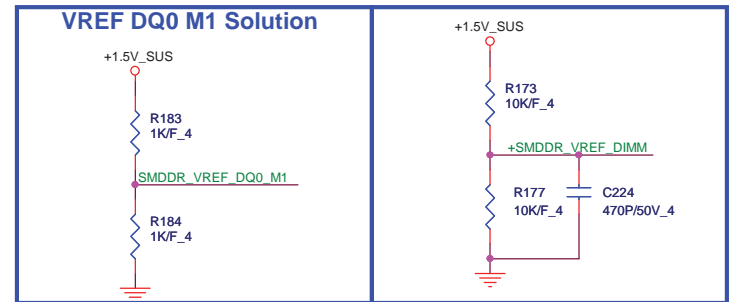 VREF DQ0 M1 Solution
+1.5V_SUS
R183
1K/F_4
SMDDR_VREF_DQ0_M1
R184
1K/F_4
+1.5V_SUS
R173
10K/F_4
+SMDDR_VREF_DIMM
R177
10K/F_4
C224
470P/50V_4